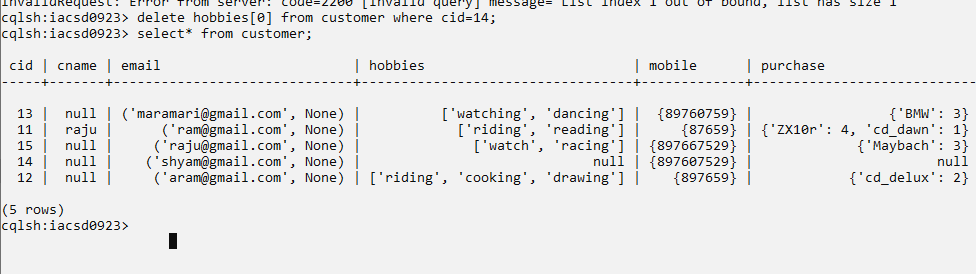 InvalidRequest: Error from server: code=2200 [Invalid query] message= List index 1 out of bound, list has size 1
cqlsh:iacsd0923> delete hobbies[0] from customer where cid=14;
cqlsh:iacsd0923> select* from customer;
cid | cname | email | hobbies | mobile | purchase
-----+-------+------------------------------+----------------------------------+-------------+---------------------------
13 | null | ('maramari@gmail.com', None) | ['watching', 'dancing'] | {89760759} | {'BMW': 3}
11 | raju | ('ram@gmail.com', None) | ['riding', 'reading'] | {87659} | {'ZX10r': 4, 'cd_dawn': 1}
15 | null | ('raju@gmail.com', None) | ['watch', 'racing'] | {897667529} | {'Maybach': 3}
14 | null | ('shyam@gmail.com', None) | null | {897607529} | null
12 | null | ('aram@gmail.com', None) | ['riding', 'cooking', 'drawing'] | {897659} | {'cd_delux': 2}
(5 rows)
cqlsh:iacsd0923>